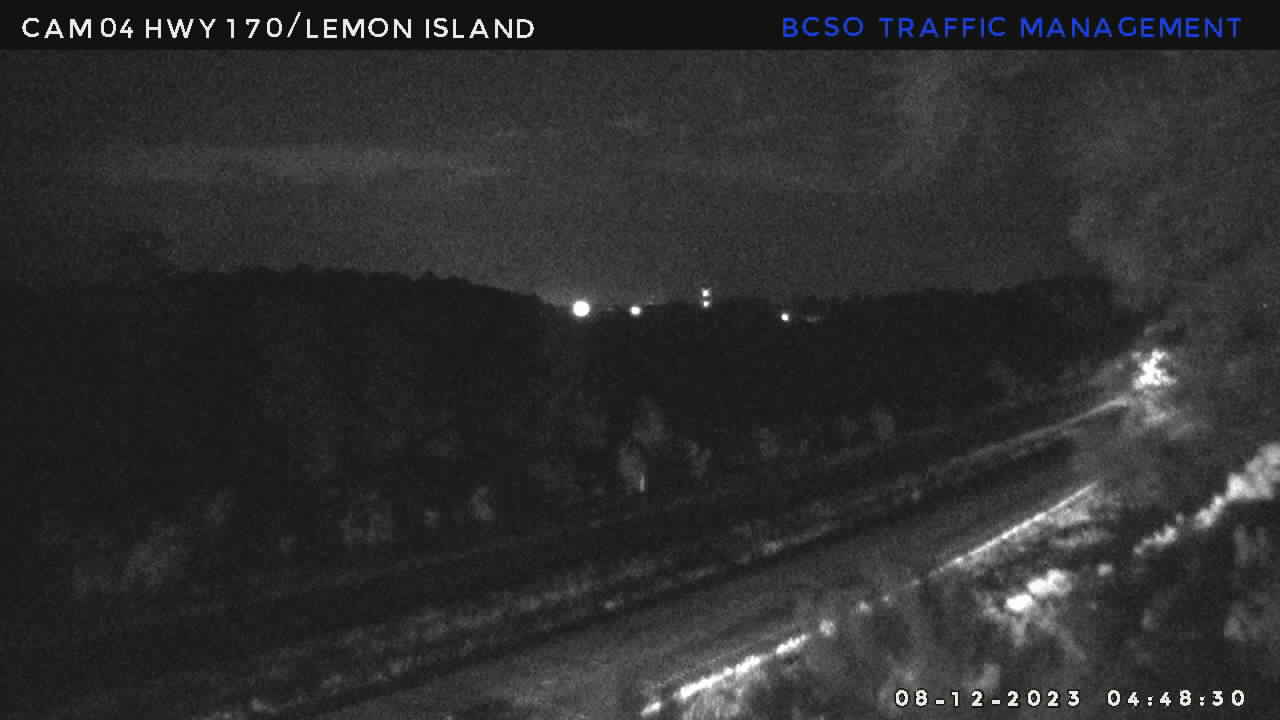 CAM04 HWY 170/LEMON ISLAND
BCSO TRAFFIC MANAGEMENT
08-12-2023 04:48:30